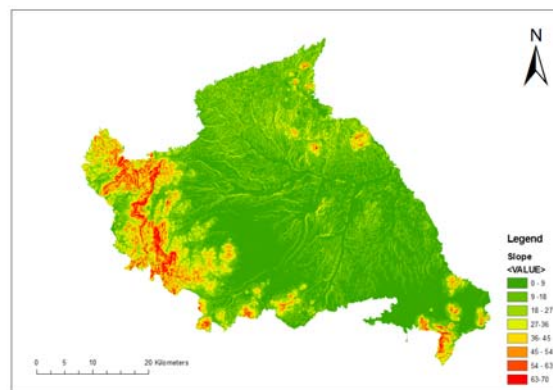 N
Legend
Slope
<VALUE>
0 - 9
9 - 18
18 - 27
27-36
36- 45
45 - 54
54 - 63
63-70
0 5 10 20 Kilometers